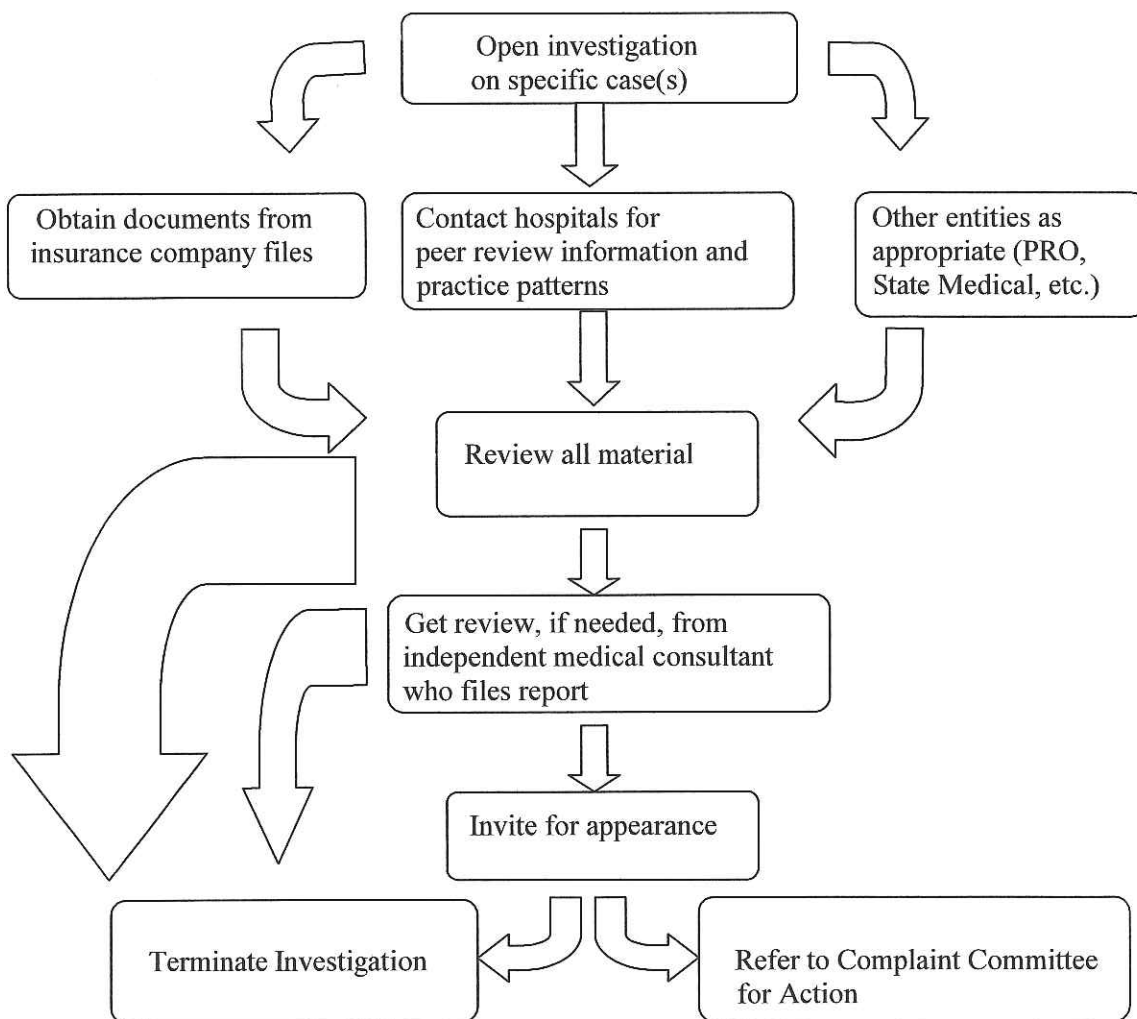 Open investigation
on specific case(s)
Obtain documents from
insurance company files
Contact hospitals for
peer review information and
practice patterns
Other entities as
appropriate (PRO,
State Medical, etc.)
Review all material
Get review, if needed, from
independent medical consultant
who files report
Invite for appearance
Terminate Investigation
Refer to Complaint Committee
for Action